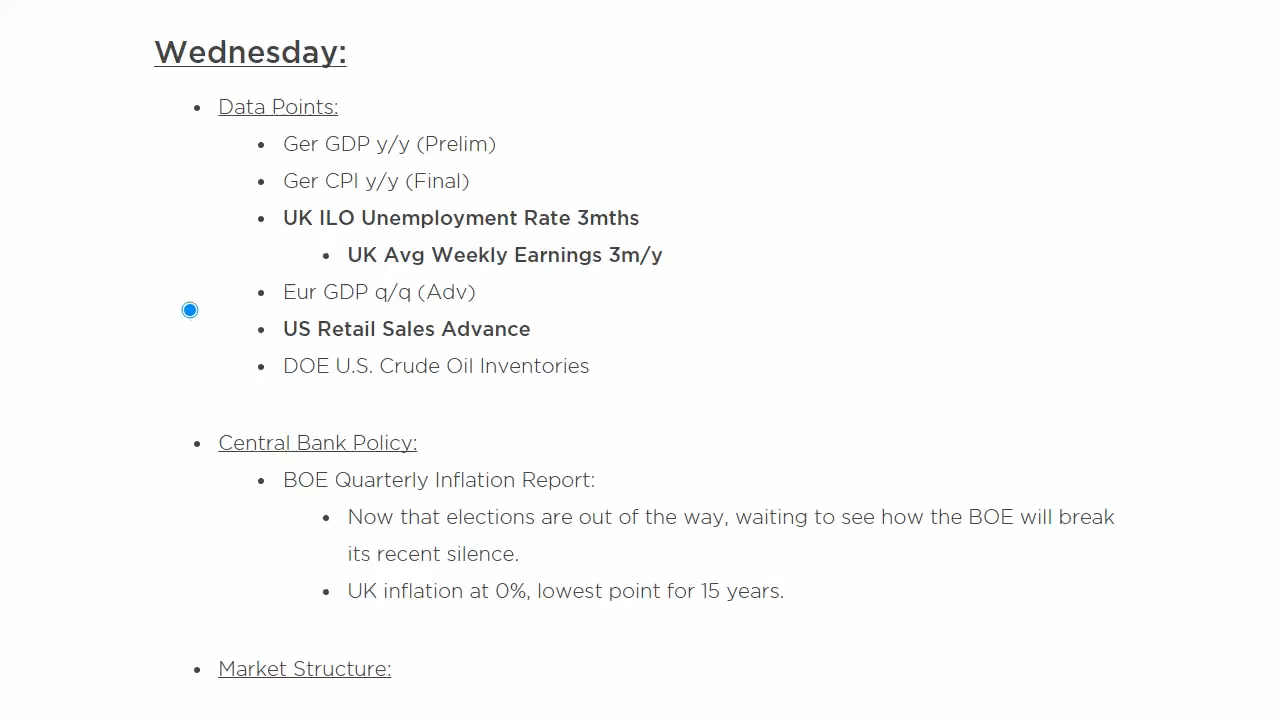 Wednesday:
Data Points:
Ger GDP y/y (Prelim)
Ger CPI y/y (Final)
UK ILO Unemployment Rate 3mths
UK Avg Weekly Earnings 3m/y
Eur GDP q/q (Adv)
US Retail Sales Advance
DOE U.S. Crude Oil Inventories
Central Bank Policy:
BOE Quarterly Inflation Report:
Now that elections are out of the way, waiting to see how the BOE will break
its recent silence.
UK inflation at 0%, lowest point for 15 years.
Market Structure: